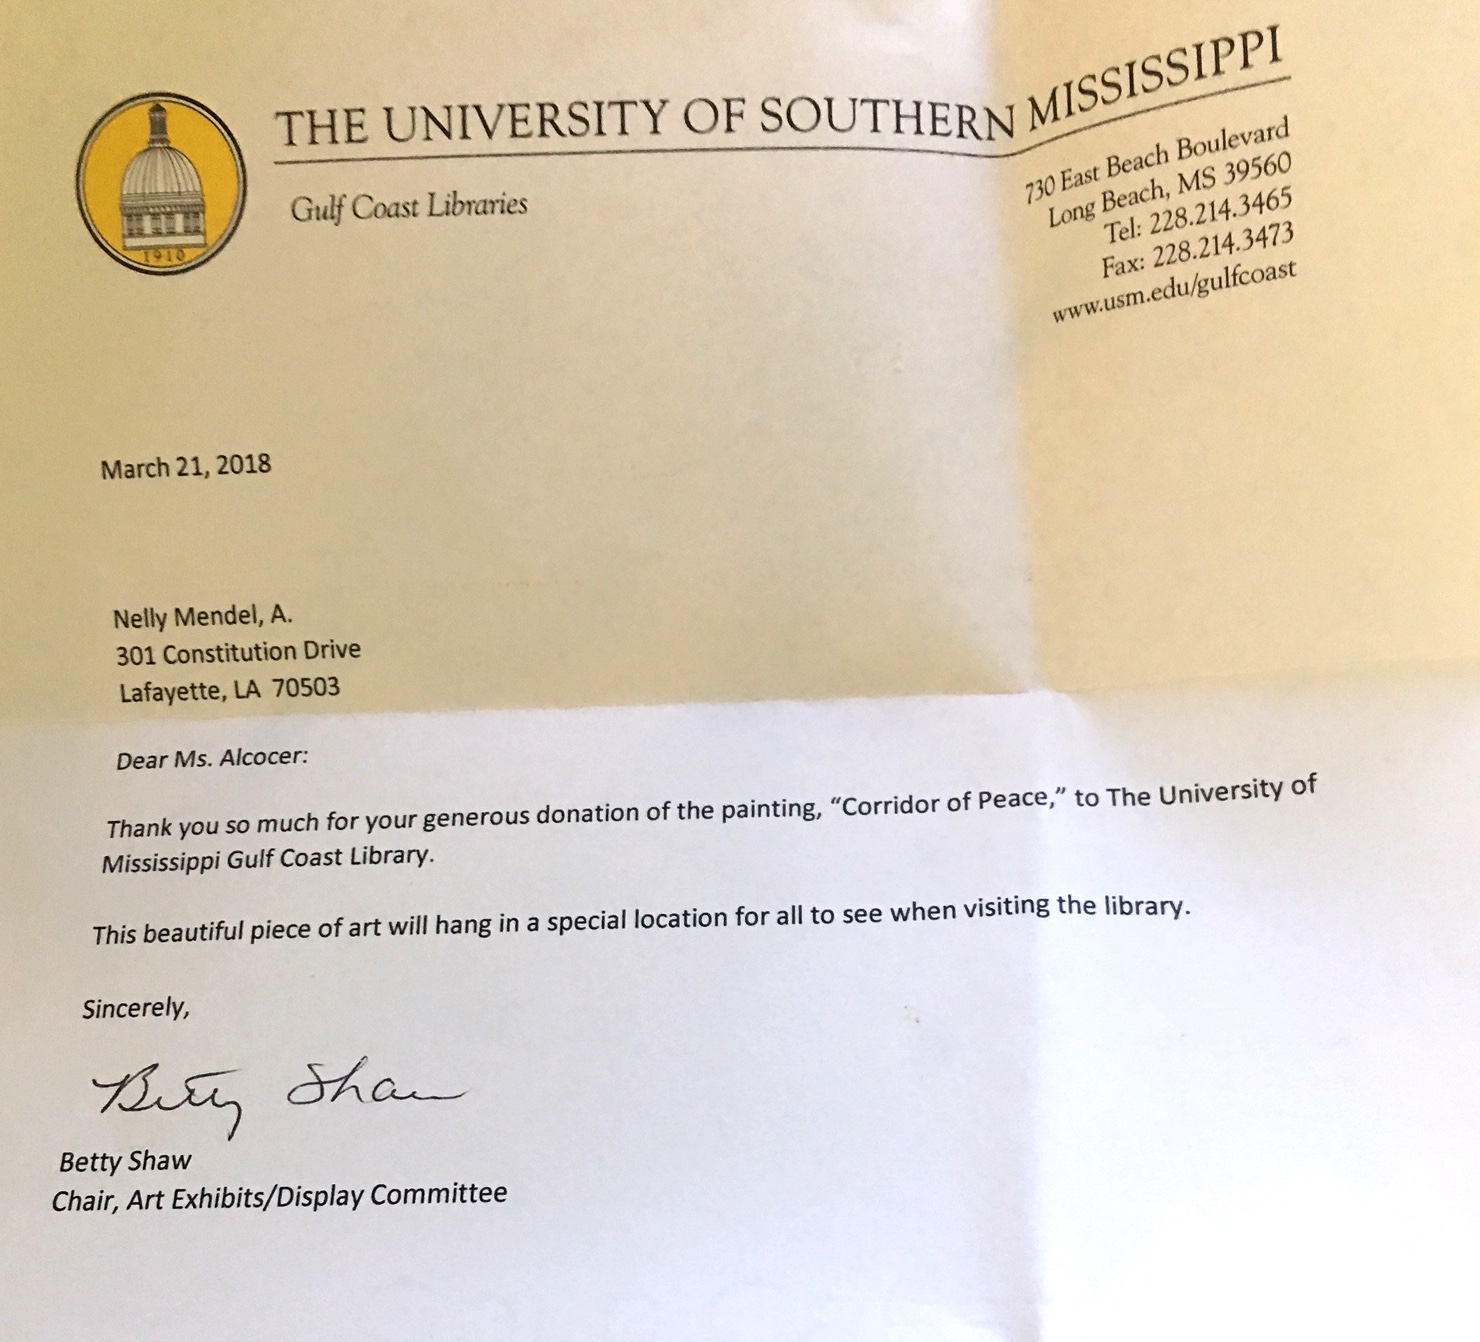 THE UNIVERSITY OF SOUTHERN MISSISSIPPI
Gulf Coast Libraries
1910
730 East Beach Boulevard
Long Beach, MS 39560
Tel: 228.214.3465
Fax: 228.214.3473
www.usm.edu/gulfcoast
March 21, 2018
Nelly Mendel, A.
301 Constitution Drive
Lafayette, LA 70503
Dear Ms. Alcocer:
Thank you so much for your generous donation of the painting, “Corridor of Peace,” to The University of
Mississippi Gulf Coast Library.
This beautiful piece of art will hang in a special location for all to see when visiting the library.
Sincerely,
Betty Shaw
Betty Shaw
Chair, Art Exhibits/Display Committee